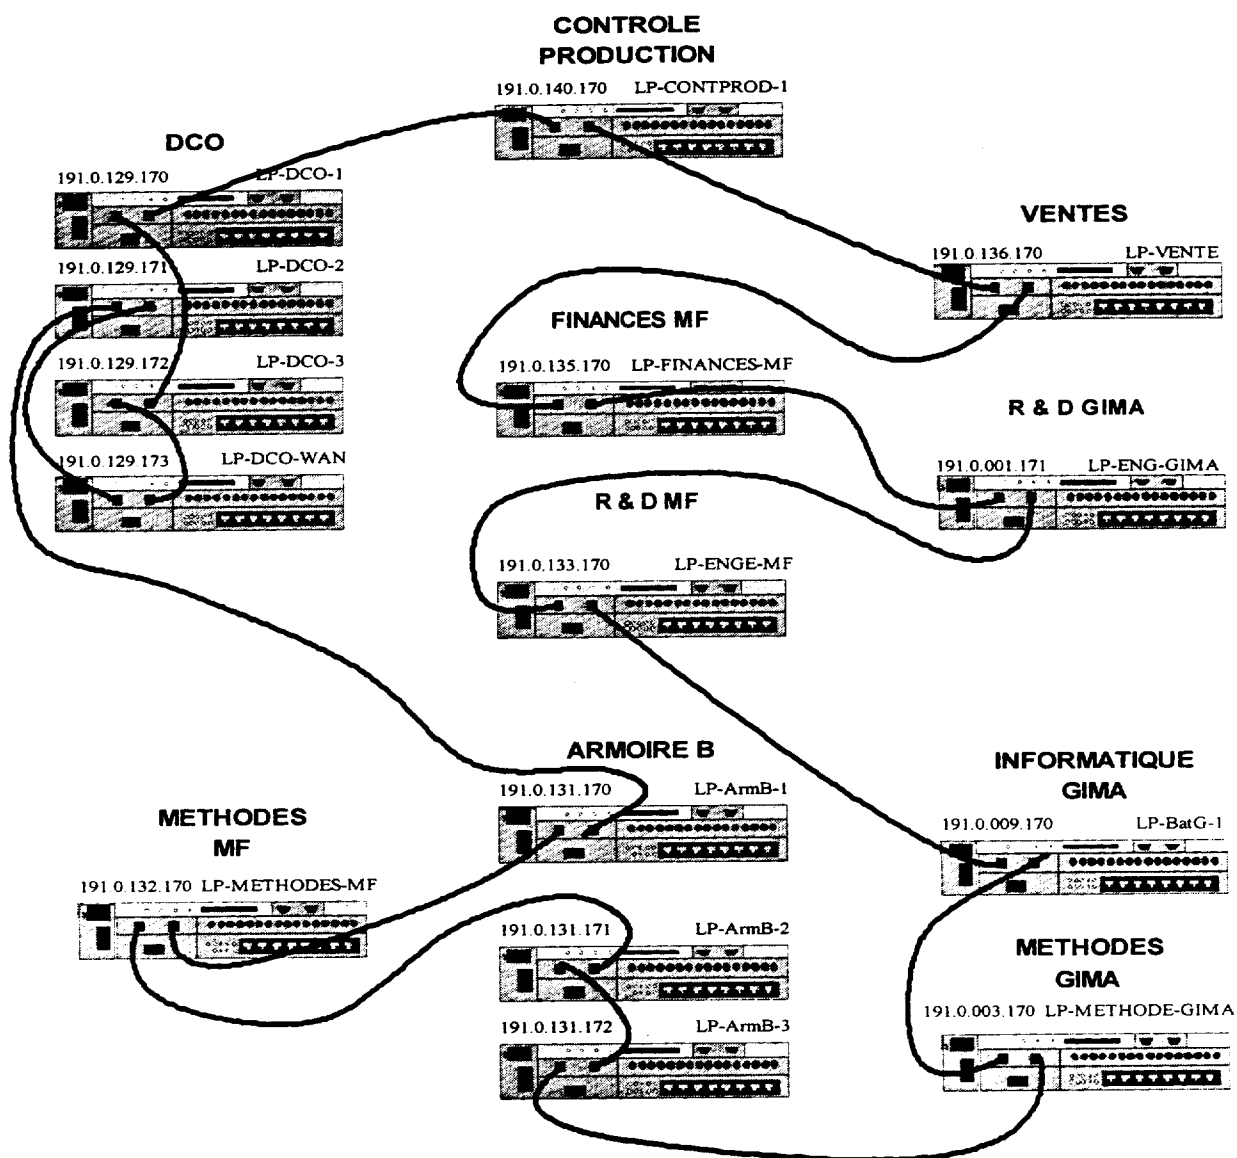 CONTROLE
PRODUCTION
191.0.140.170 LP-CONTPROD-1
DCO
191.0.129.170 LP-DCO-1
191.0.129.171 LP-DCO-2
191.0.129.172 LP-DCO-3
191.0.129.173 LP-DCO-WAN
VENTES
191.0.136.170 LP-VENTE
FINANCES MF
191.0.135.170 LP-FINANCES-MF
R & D GIMA
191.0.001.171 LP-ENG-GIMA
R & D MF
191.0.133.170 LP-ENGE-MF
ARMOIRE B
191.0.131.170 LP-ArmB-1
METHODES
MF
191.0.132.170 LP-METHODES-MF
191.0.131.171 LP-ArmB-2
191.0.131.172 LP-ArmB-3
INFORMATIQUE
GIMA
191.0.009.170 LP-BatG-1
METHODES
GIMA
191.0.003.170 LP-METHODE-GIMA